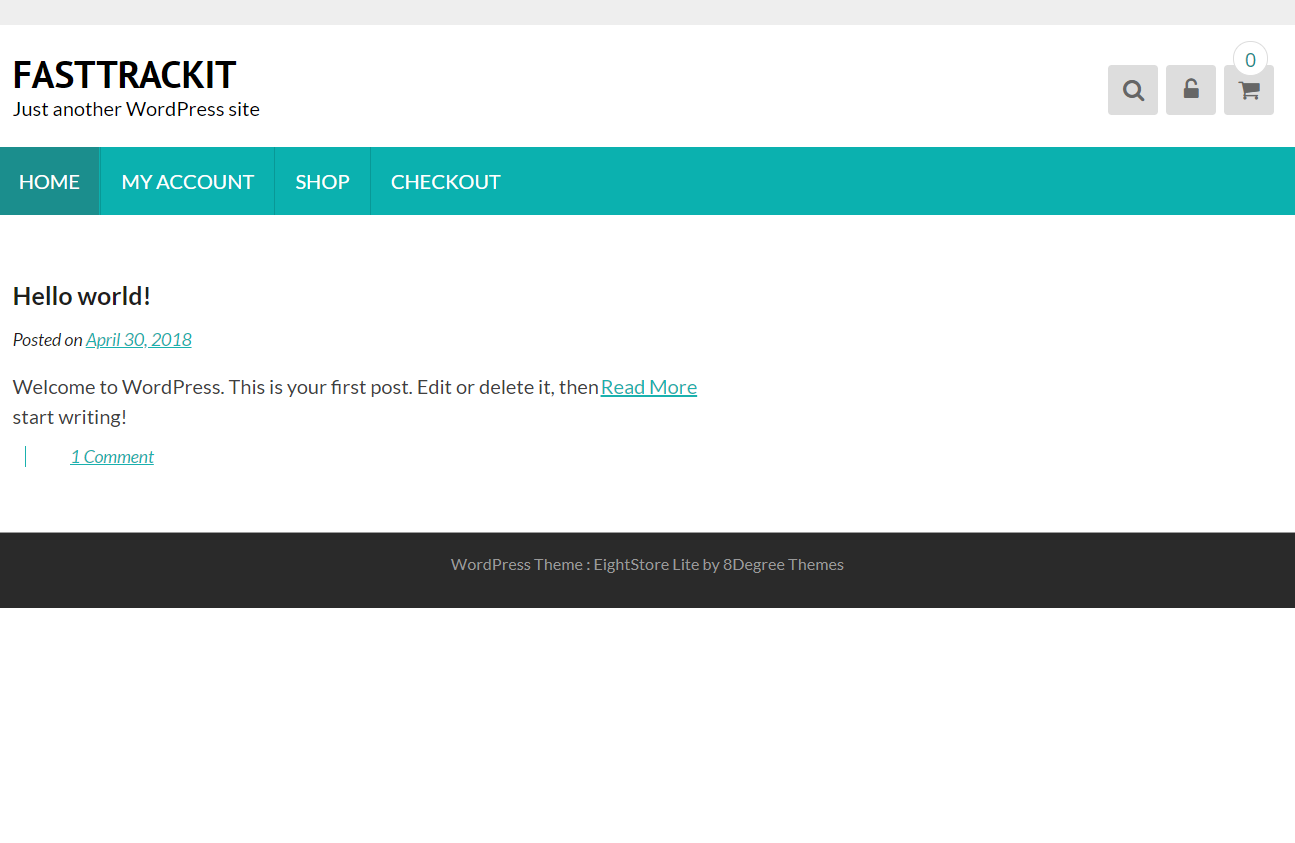 FASTTRACKIT
Just another WordPress site
0
HOME MY ACCOUNT SHOP CHECKOUT
Hello world!
Posted on April 30, 2018
Welcome to WordPress. This is your first post. Edit or delete it, then Read More
start writing!
1 Comment
WordPress Theme : EightStore Lite by 8Degree Themes